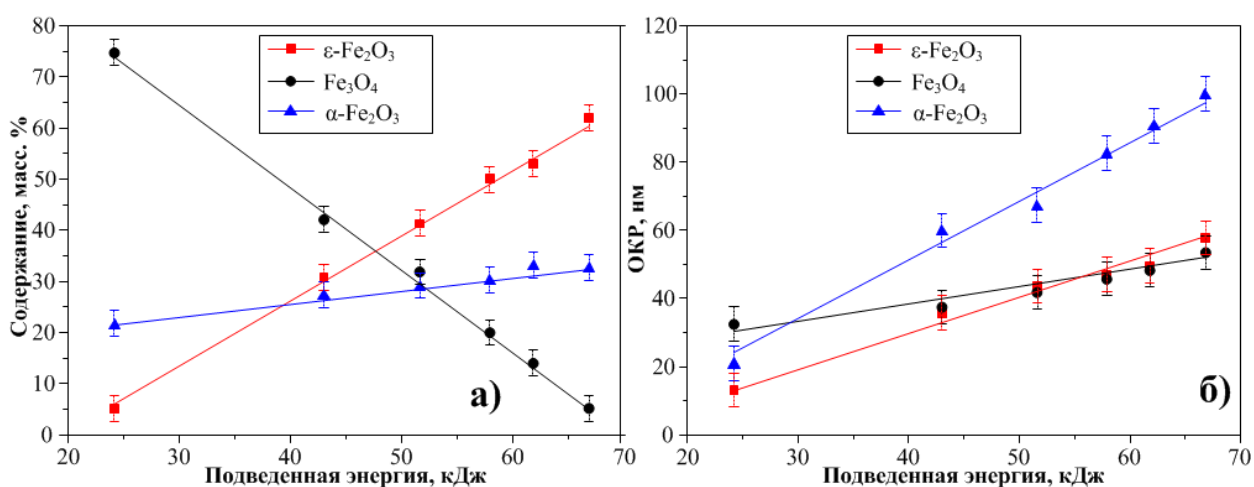 80
70
60
50
40
30
20
10
0
Содержание, масс. %
ε-Fe2O3
Fe3O4
α-Fe2O3
а)
20 30 40 50 60 70
Подведенная энергия, кДж
120
100
80
60
40
20
0
ОКР, нм
ε-Fe2O3
Fe3O4
α-Fe2O3
б)
20 30 40 50 60 70
Подведенная энергия, кДж